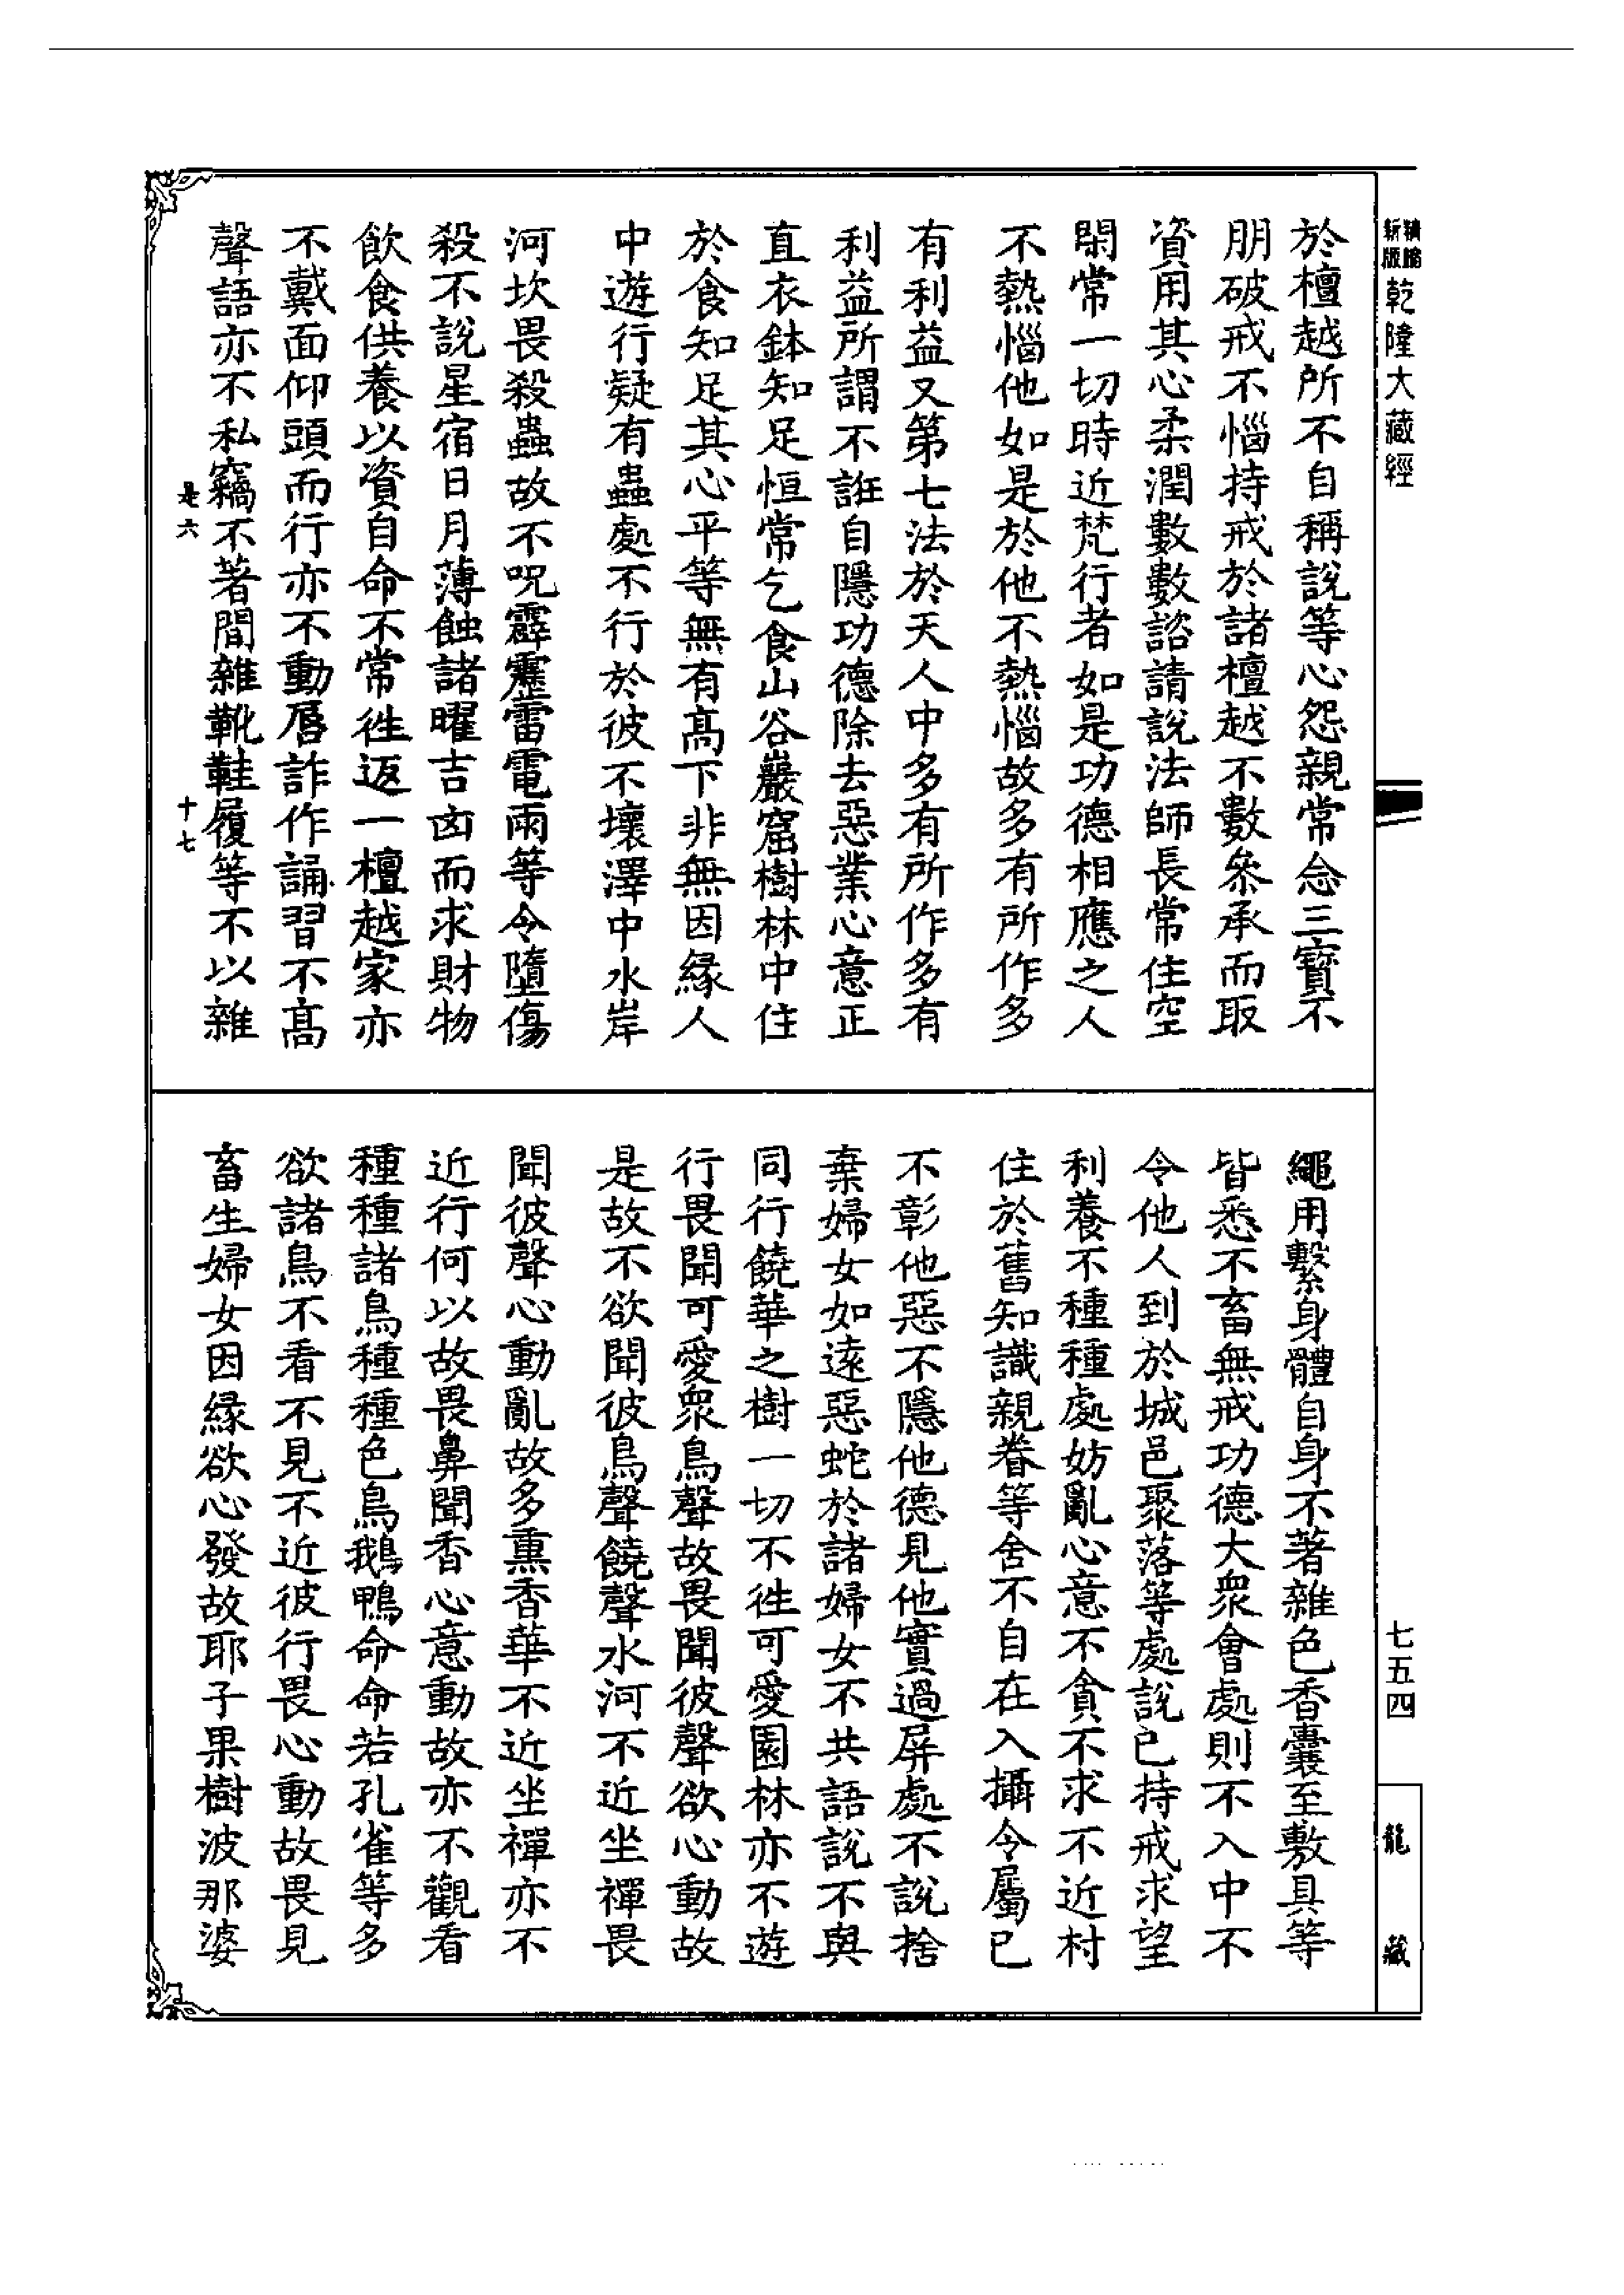 新版精縮乾隆大藏經
於檀越所不自稱說等心怨親常念三寶不
朋破戒不惱持戒於諸檀越不數叅承而取
資用其心柔潤數數諮請說法師長常住空
閑常一切時近梵行者如是功德相應之人
不熱惱他如是於他不熱惱故多有所作多
有利益又第七法於天人中多有所作多有
利益所謂不誑自隱功德除去惡業心意正
直衣鉢知足恒常乞食山谷巖窟樹林中住
於食知足其心平等無有高下非無因緣人
中遊行疑有蟲處不行於彼不壞澤中水岸
河坎畏殺蟲故不呪霹靂雷電雨等令墮傷
殺不說星宿日月薄蝕諸曜吉凶而求財物
飲食供養以資自命不常徃返一檀越家亦
不戴面仰頭而行亦不動脣詐作誦習不高
聲語亦不私竊不著間雜靴鞋履等不以雜
是六 十七
繩用繫身體自身不著雜色香囊至敷具等
皆悉不畜無戒功德大衆會處則不入中不
令他人到於城邑聚落等處說已持戒求望
利養不種種處妨亂心意不貪不求不近村
住於舊知識親眷等舍不自在入攝令屬已
不彰他惡不隱他德見他實過屏處不說捨
棄婦女如遠惡蛇於諸婦女不共語說不與
同行饒華之樹一切不徃可愛園林亦不遊
行畏聞可愛衆鳥聲故畏聞彼聲欲心動故
是故不欲聞彼鳥聲饒聲水河不近坐禪畏
聞彼聲心動亂故多熏香華不近坐禪亦不
近行何以故畏鼻聞香心意動故亦不觀看
種種諸鳥種種色鳥鵝鴨命命若孔雀等多
欲諸鳥不看不見不近彼行畏心動故畏見
畜生婦女因緣欲心發故耶子果樹波那婆
七五四
龍藏